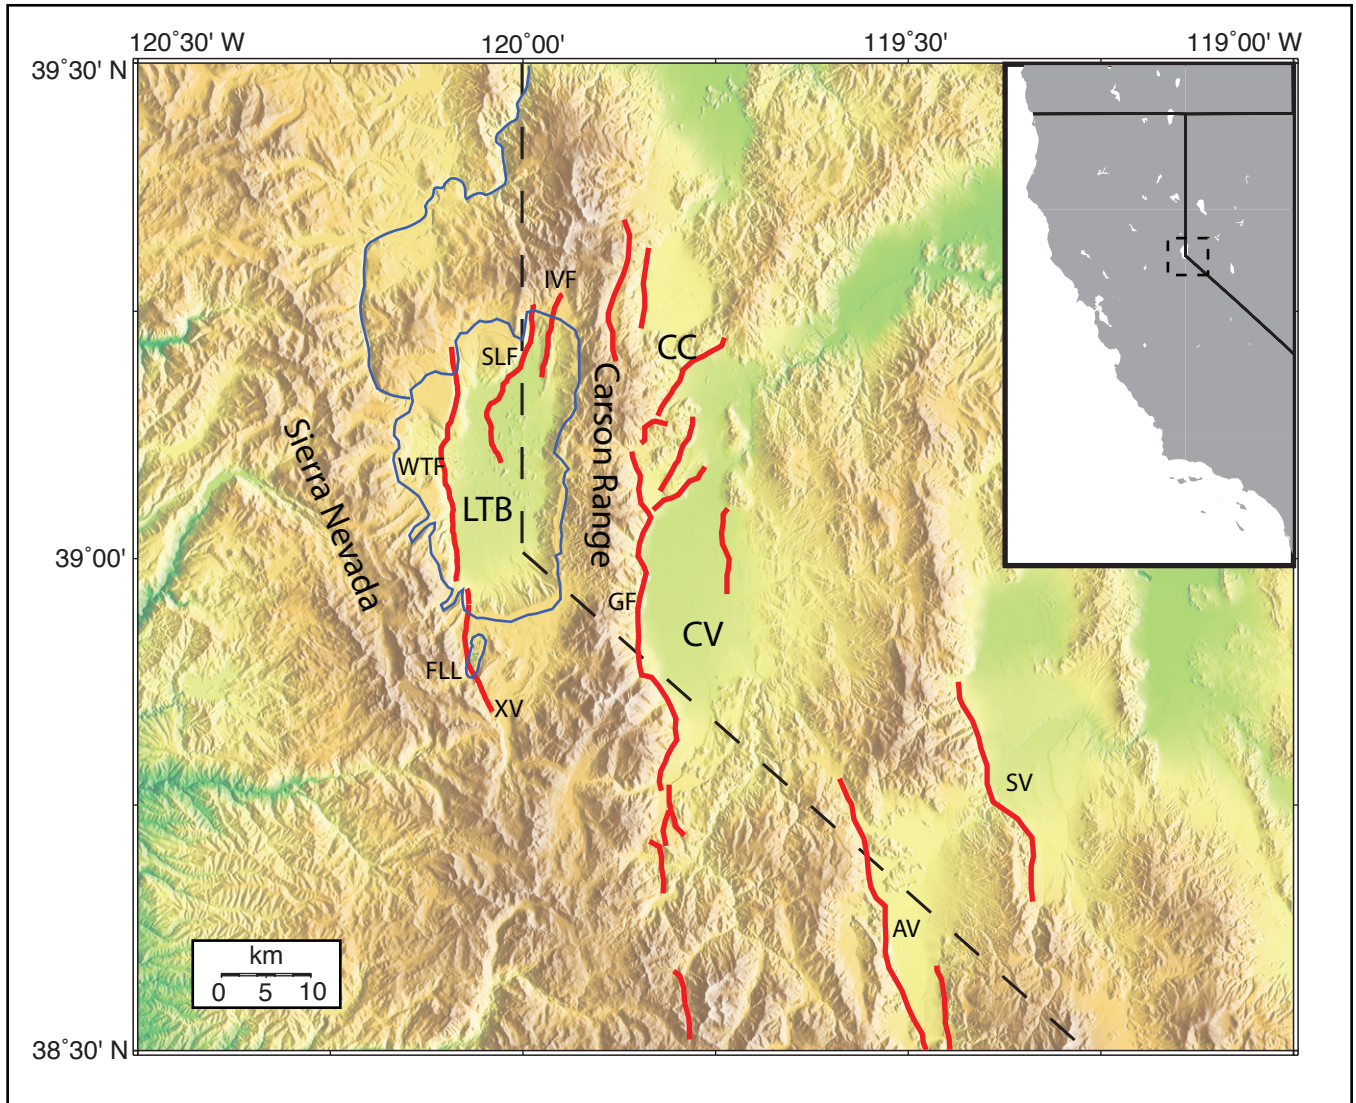 120˚30' W 120˚00' 119˚30' 119˚00' W
39˚30' N
IVF
SLF
CC
Carson Range
Sierra Nevada
WTF
LTB
39˚00'
GF
CV
FLL
XV
SV
AV
km
0 5 10
38˚30' N